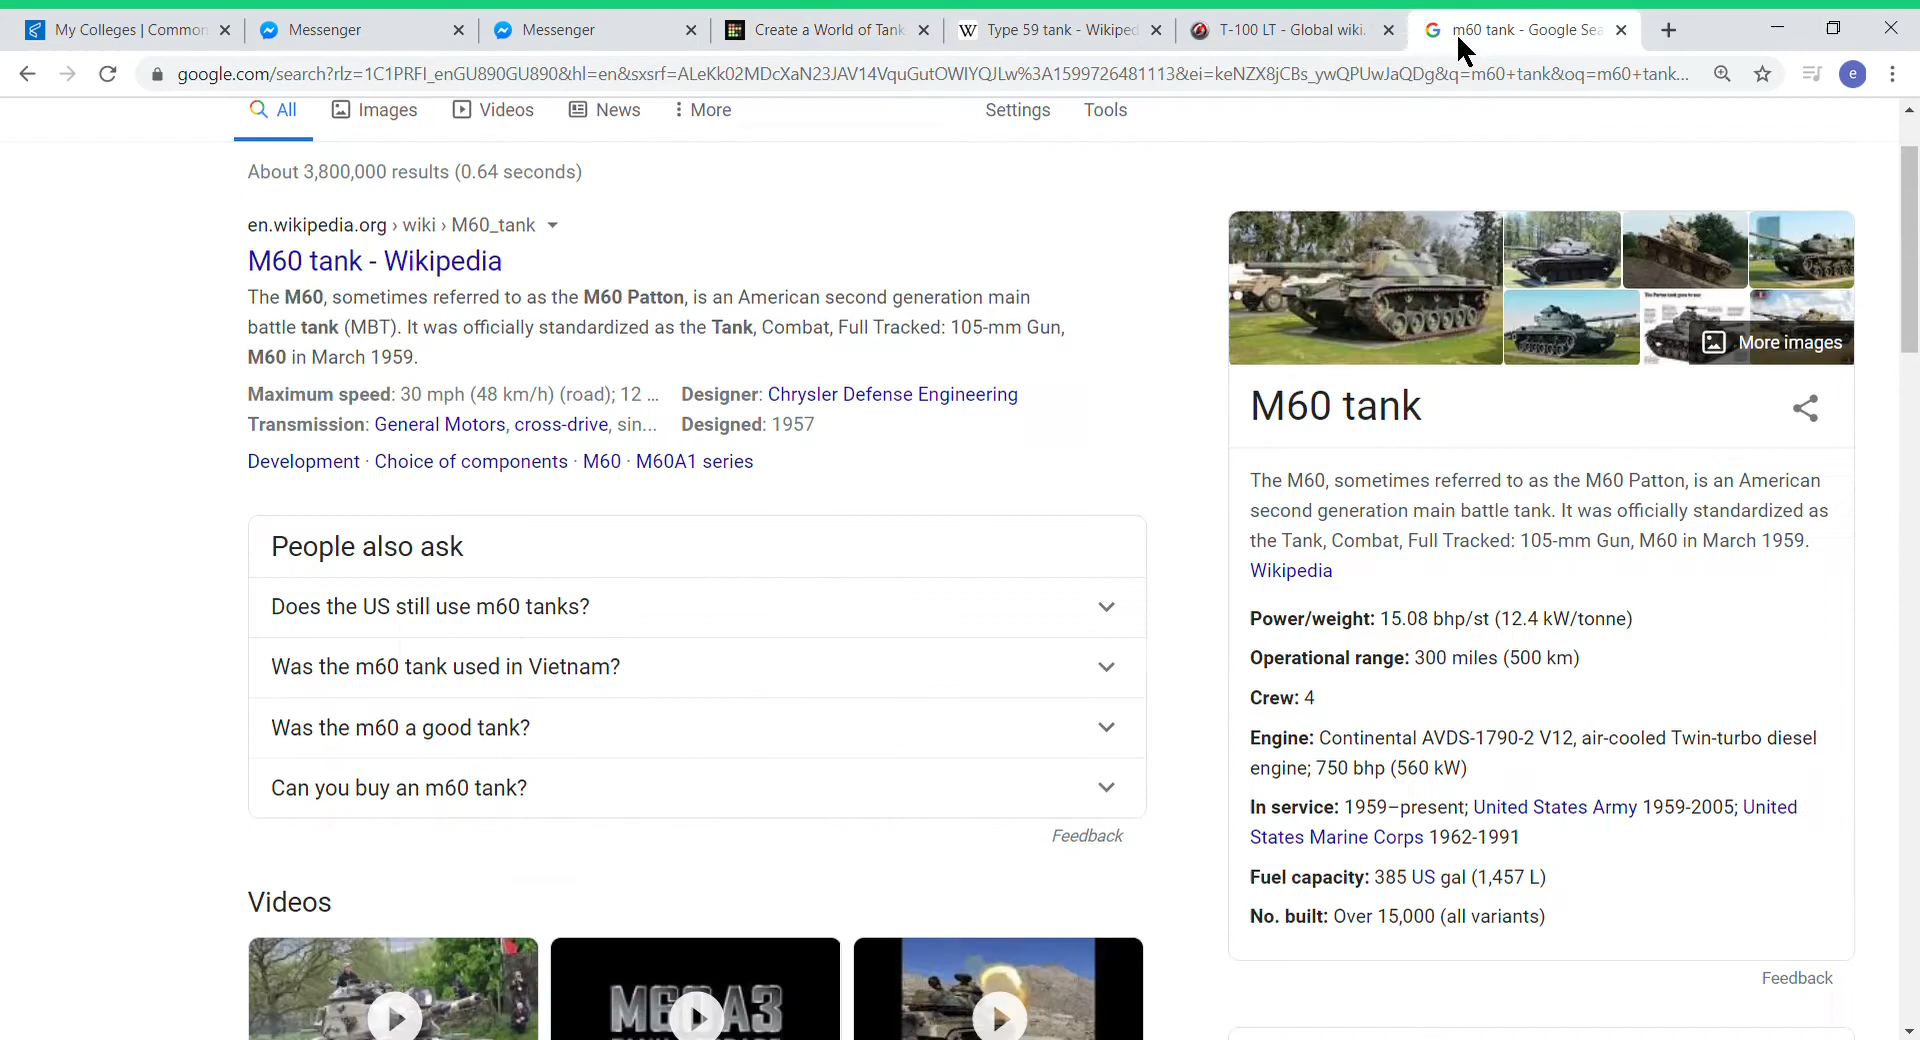 My Colleges | Common
Messenger
Messenger
Create a World of Tank
Type 59 tank - Wikiped
T-100 LT - Global wiki.
m60 tank - Google Sea
google.com/search?rlz=1C1PRFI_enGU890GU890&hl=en&sxsrf=ALeKk02MDcXaN23JAV14VquGutOWIYQJLw%3A1599726481113&ei=keNZX8jCBs_ywQPUwJaQDg&q=m60+tank&oq=m60+tank...
e
All
Images
Videos
News
More
Settings
Tools
About 3,800,000 results (0.64 seconds)
en.wikipedia.org › wiki › M60_tank
M60 tank - Wikipedia
The M60, sometimes referred to as the M60 Patton, is an American second generation main
battle tank (MBT). It was officially standardized as the Tank, Combat, Full Tracked: 105-mm Gun,
M60 in March 1959.
Maximum speed: 30 mph (48 km/h) (road); 12 ... Designer: Chrysler Defense Engineering
Transmission: General Motors, cross-drive, sin... Designed: 1957
Development · Choice of components · M60 · M60A1 series
People also ask
Does the US still use m60 tanks?
Was the m60 tank used in Vietnam?
Was the m60 a good tank?
Can you buy an m60 tank?
Feedback
Videos
M60A3
More images
M60 tank
The M60, sometimes referred to as the M60 Patton, is an American
second generation main battle tank. It was officially standardized as
the Tank, Combat, Full Tracked: 105-mm Gun, M60 in March 1959.
Wikipedia
Power/weight: 15.08 bhp/st (12.4 kW/tonne)
Operational range: 300 miles (500 km)
Crew: 4
Engine: Continental AVDS-1790-2 V12, air-cooled Twin-turbo diesel
engine; 750 bhp (560 kW)
In service: 1959–present; United States Army 1959-2005; United
States Marine Corps 1962-1991
Fuel capacity: 385 US gal (1,457 L)
No. built: Over 15,000 (all variants)
Feedback